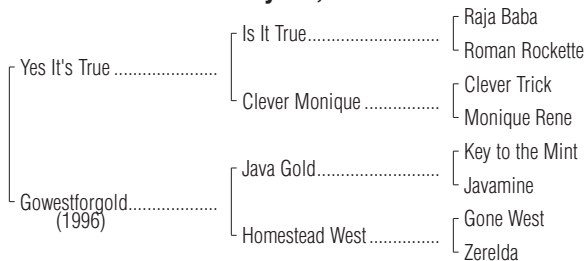 Raja Baba
Is It True
Roman Rockette
Yes It's True
Clever Trick
Clever Monique
Monique Rene
Key to the Mint
Java Gold
Javamine
Gowestforgold
(1996)
Gone West
Homestead West
Zerelda